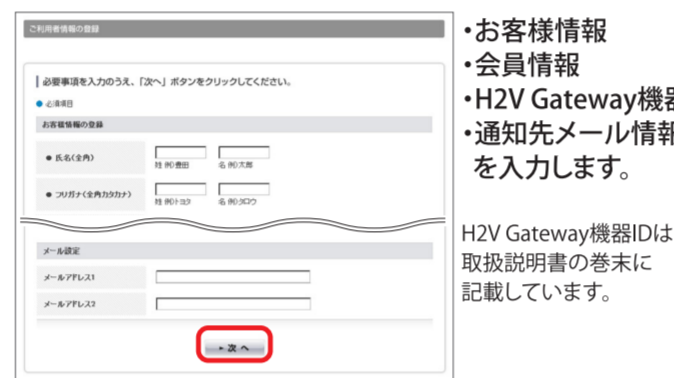 ご利用者情報の登録
必要事項を入力のうえ、「次へ」ボタンをクリックしてください。
● 必須項目
お客様情報の登録
● 氏名(全角)
姓 例)豊田 名 例)太郎
● フリガナ(全角カタカナ)
姓 例)トヨタ 名 例)タロウ
メール設定
メールアドレス1
メールアドレス2
次 へ
・お客様情報
・会員情報
・H2V Gateway機器
・通知先メール情報
を入力します。
H2V Gateway機器IDは
取扱説明書の巻末に
記載しています。